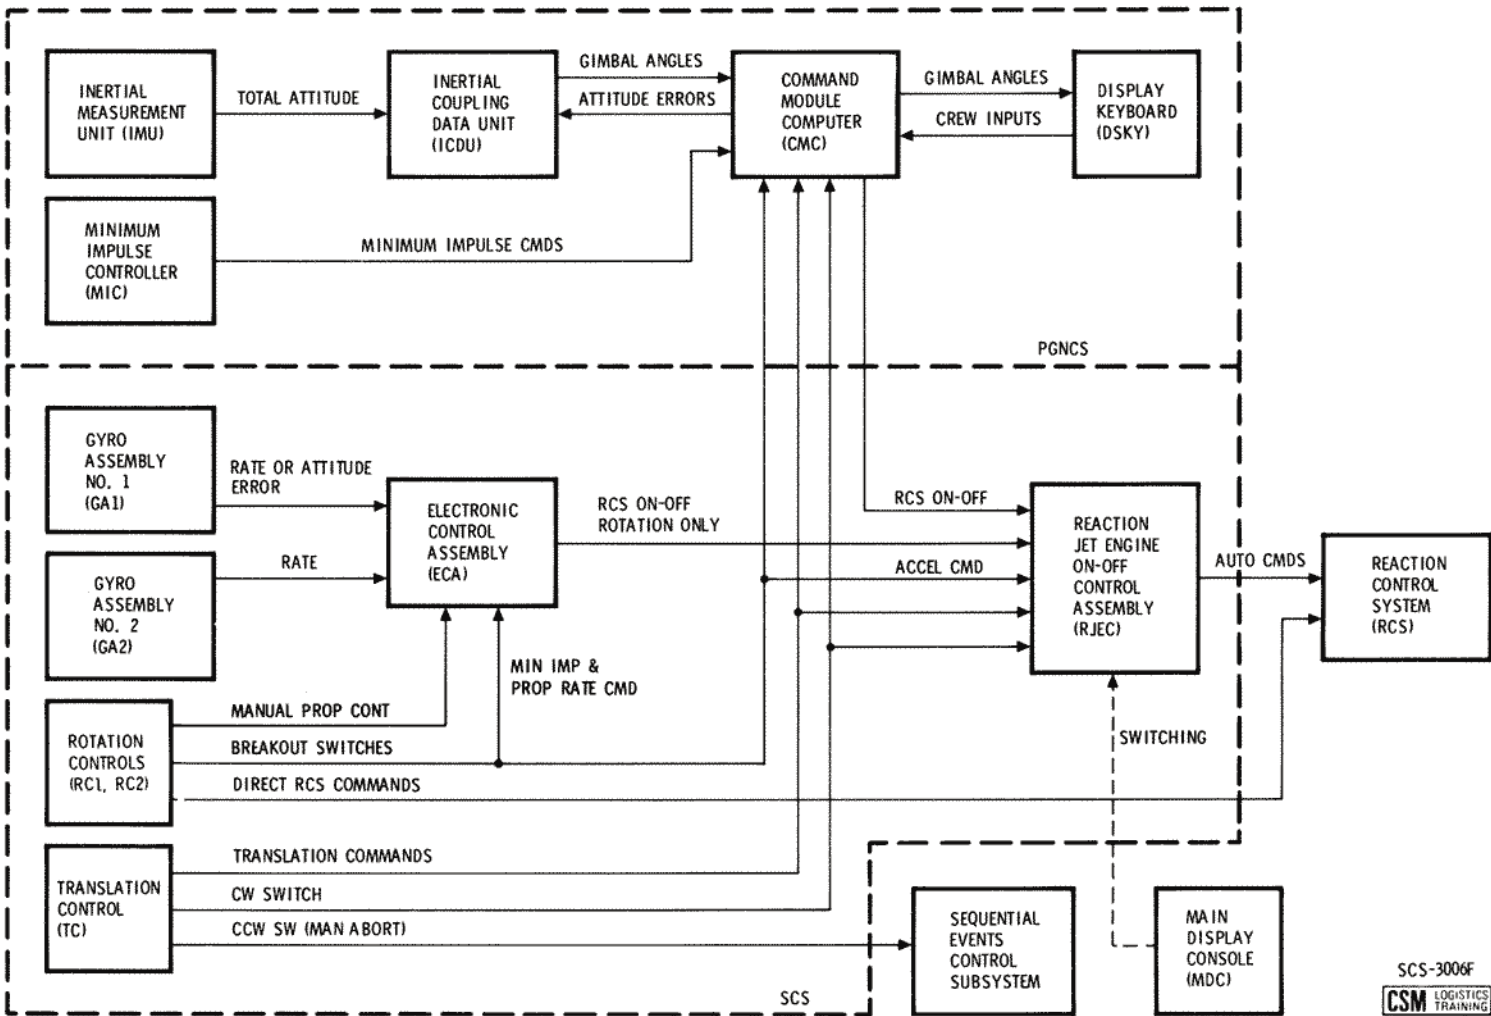 INERTIAL
MEASUREMENT
UNIT (IMU)
TOTAL ATTITUDE
INERTIAL
COUPLING
DATA UNIT
(ICDU)
GIMBAL ANGLES
ATTITUDE ERRORS
COMMAND
MODULE
COMPUTER
(CMC)
GIMBAL ANGLES
CREW INPUTS
DISPLAY
KEYBOARD
(DSKY)
MINIMUM
IMPULSE
CONTROLLER
(MIC)
MINIMUM IMPULSE CMDS
PGNCS
GYRO
ASSEMBLY
NO. 1
(GA1)
RATE OR ATTITUDE
ERROR
GYRO
ASSEMBLY
NO. 2
(GA2)
RATE
ELECTRONIC
CONTROL
ASSEMBLY
(ECA)
RCS ON-OFF
ROTATION ONLY
RCS ON-OFF
ACCEL CMD
REACTION
JET ENGINE
ON-OFF
CONTROL
ASSEMBLY
(RJEC)
AUTO CMDS
REACTION
CONTROL
SYSTEM
(RCS)
MIN IMP &
PROP RATE CMD
ROTATION
CONTROLS
(RC1, RC2)
MANUAL PROP CONT
BREAKOUT SWITCHES
DIRECT RCS COMMANDS
SWITCHING
TRANSLATION
CONTROL
(TC)
TRANSLATION COMMANDS
CW SWITCH
CCW SW (MAN ABORT)
SEQUENTIAL
EVENTS
CONTROL
SUBSYSTEM
MAIN
DISPLAY
CONSOLE
(MDC)
SCS
SCS-3006F
CSM LOGISTICS
TRAINING